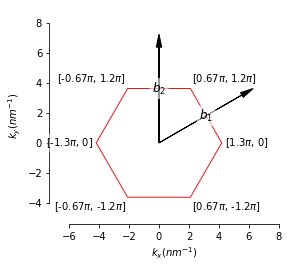 8
[-0.67π, 1.2π] [0.67π, 1.2π]
6
4
b₂
2
b₁
k_y(nm⁻¹)
0
[-1.3π, 0] [1.3π, 0]
−2
−4
[-0.67π, -1.2π] [0.67π, -1.2π]
−6 −4 −2 0 2 4 6 8
k_x(nm⁻¹)